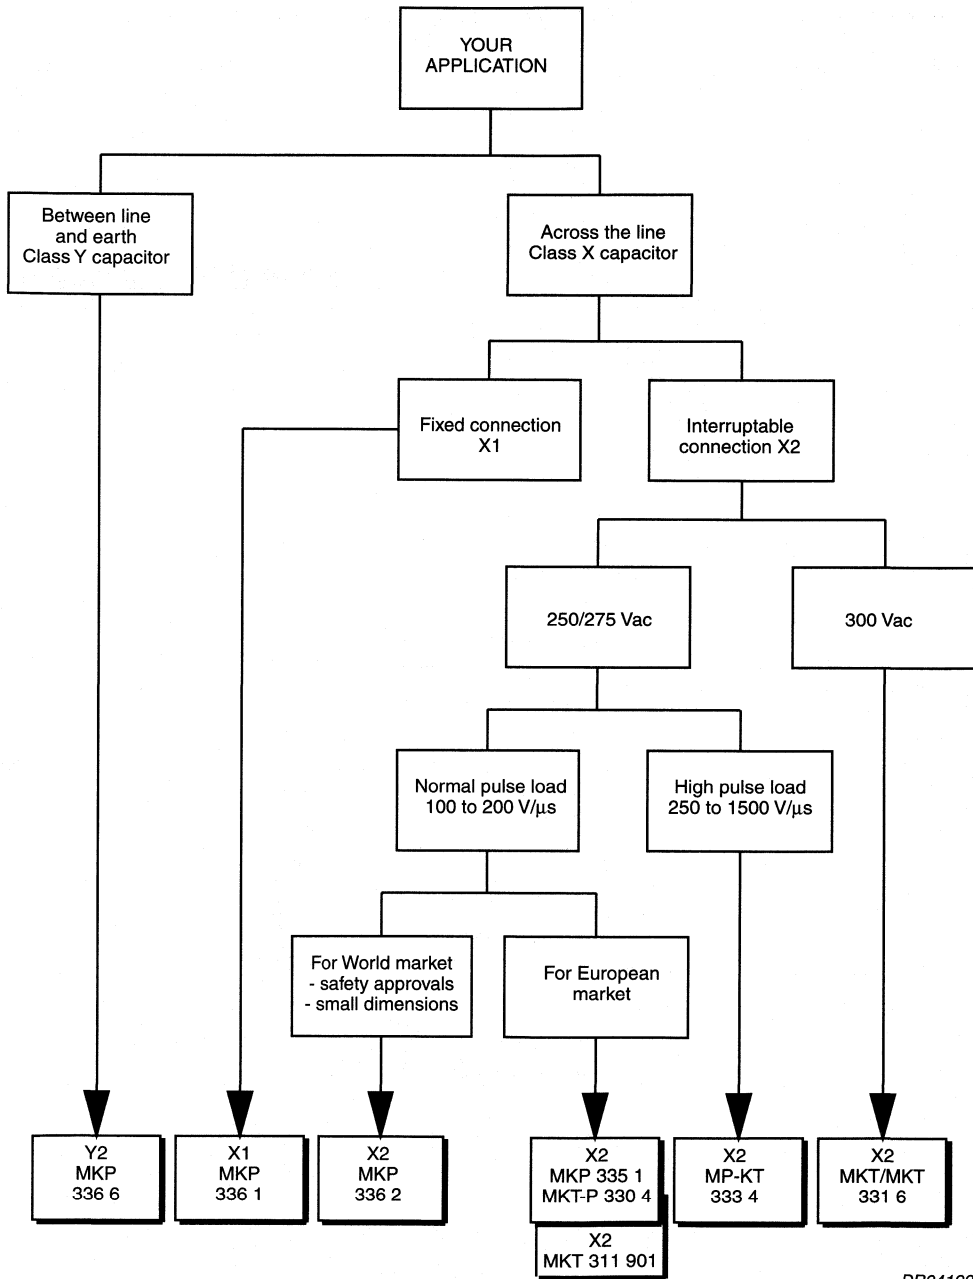 YOUR
APPLICATION
Between line
and earth
Class Y capacitor
Across the line
Class X capacitor
Fixed connection
X1
Interruptable
connection X2
250/275 Vac
300 Vac
Normal pulse load
100 to 200 V/μs
High pulse load
250 to 1500 V/μs
For World market
- safety approvals
- small dimensions
For European
market
Y2
MKP
336 6
X1
MKP
336 1
X2
MKP
336 2
X2
MKP 335 1
MKT-P 330 4
X2
MKT 311 901
X2
MP-KT
333 4
X2
MKT/MKT
331 6